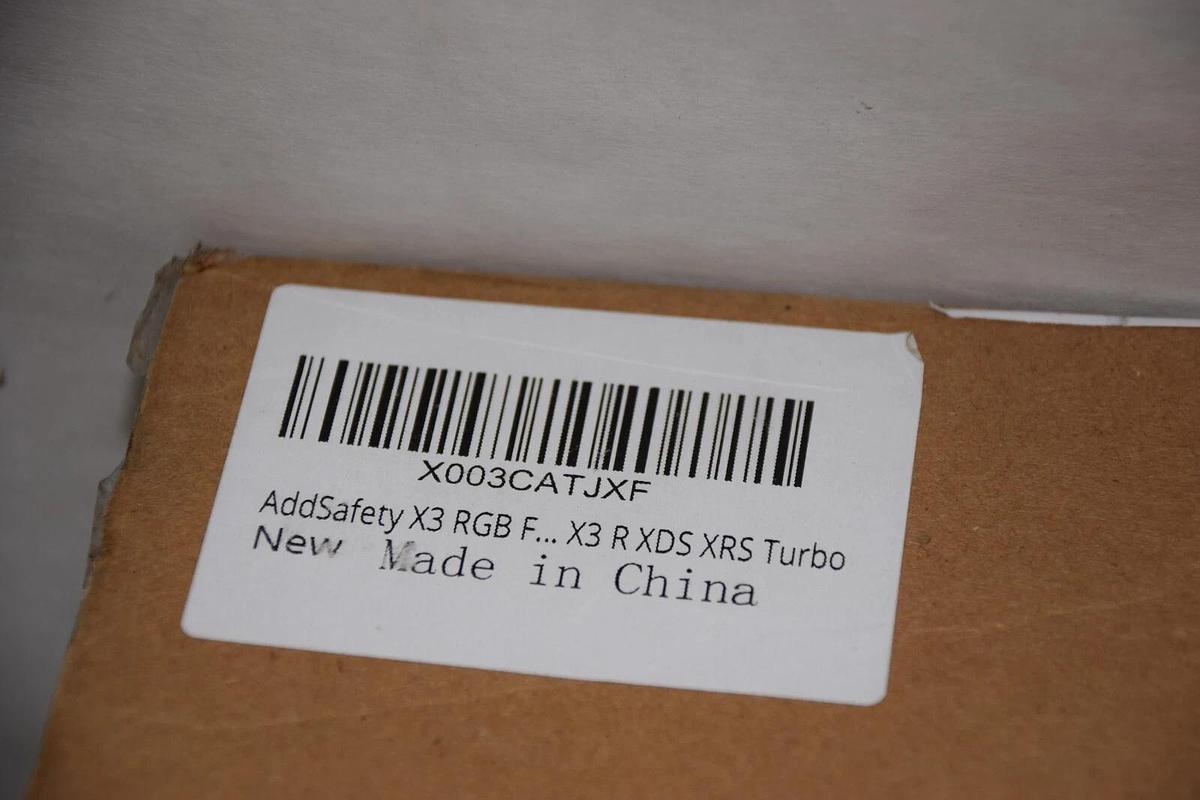 X003CATJXF
AddSafety X3 RGB F... X3 R XDS XRS Turbo
New Made in China